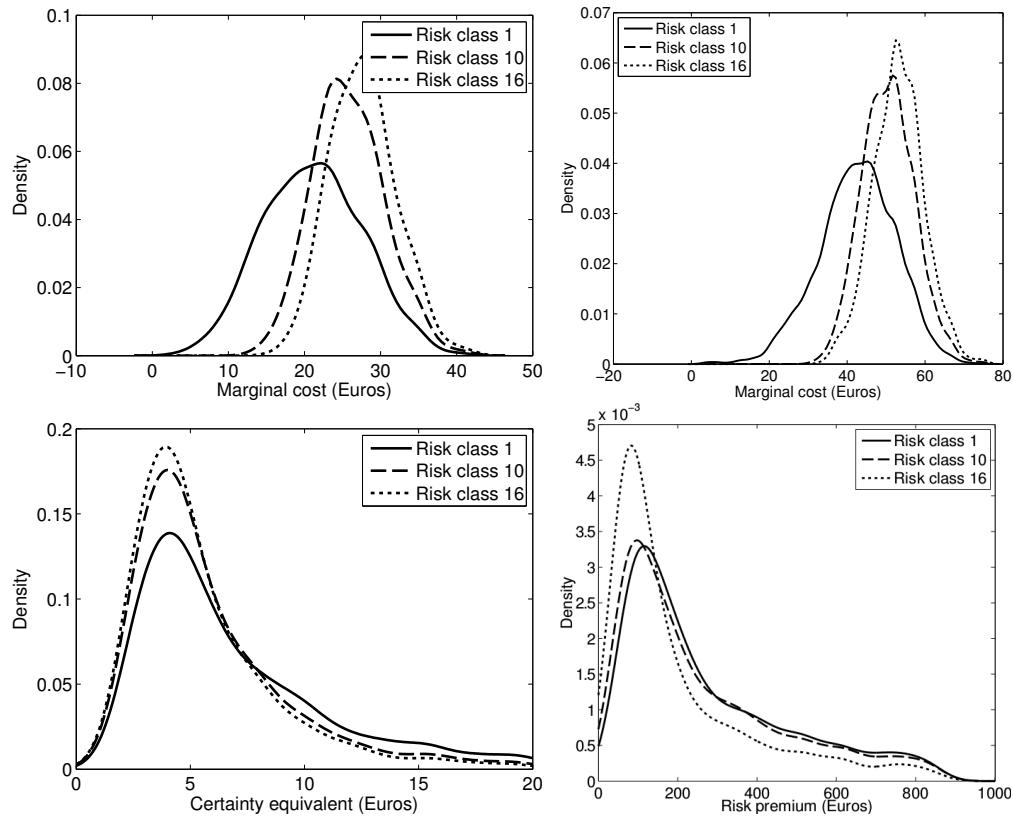 0.1
0.08
0.06
0.04
0.02
0
Density
−10 0 10 20 30 40 50
Marginal cost (Euros)
Risk class 1
Risk class 10
Risk class 16
0.07
0.06
0.05
0.04
0.03
0.02
0.01
0
Density
−20 0 20 40 60 80
Marginal cost (Euros)
Risk class 1
Risk class 10
Risk class 16
0.2
0.15
0.10
0.05
0
Density
0 5 10 15 20
Certainty equivalent (Euros)
Risk class 1
Risk class 10
Risk class 16
5 x 10⁻³
4.5
4
3.5
3
2.5
2
1.5
1
0.5
0
Density
0 200 400 600 800 1000
Risk premium (Euros)
Risk class 1
Risk class 10
Risk class 16